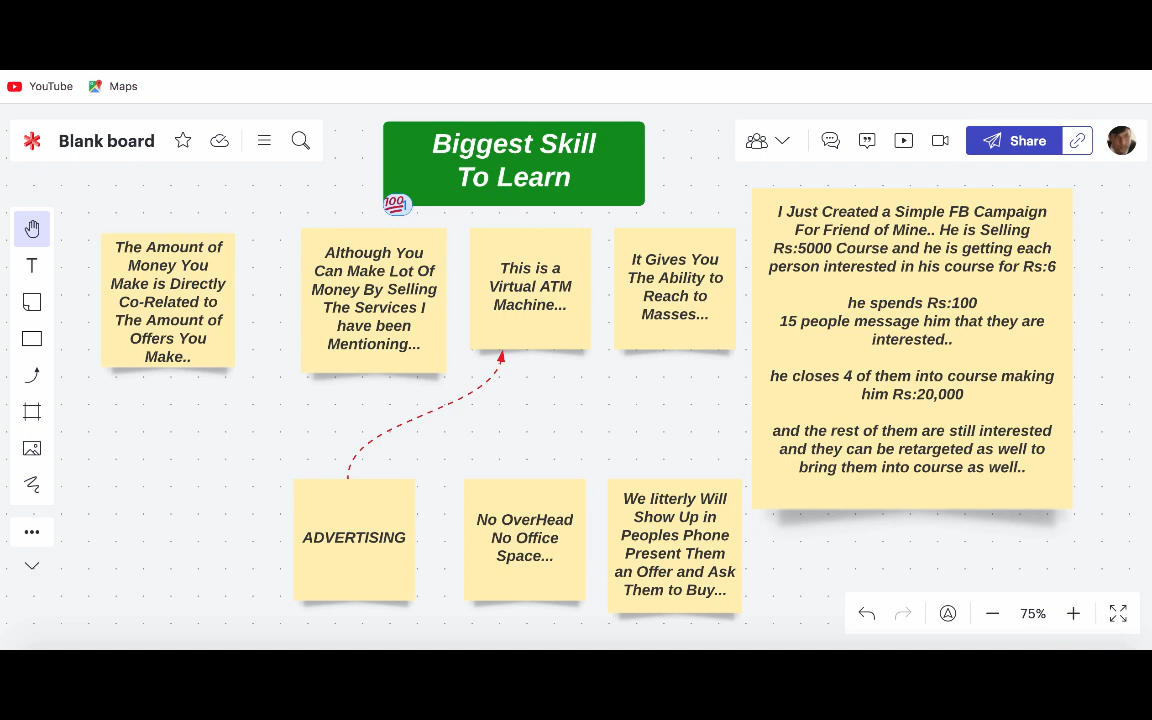 YouTube
Maps
Blank board
Share
Biggest Skill
To Learn
100
The Amount of
Money You
Make is Directly
Co-Related to
The Amount of
Offers You
Make..
Although You
Can Make Lot Of
Money By Selling
The Services I
have been
Mentioning...
This is a
Virtual ATM
Machine...
It Gives You
The Ability to
Reach to
Masses...
I Just Created a Simple FB Campaign
For Friend of Mine.. He is Selling
Rs:5000 Course and he is getting each
person interested in his course for Rs:6
he spends Rs:100
15 people message him that they are
interested..
he closes 4 of them into course making
him Rs:20,000
and the rest of them are still interested
and they can be retargeted as well to
bring them into course as well..
ADVERTISING
No OverHead
No Office
Space...
We litterly Will
Show Up in
Peoples Phone
Present Them
an Offer and Ask
Them to Buy...
75%